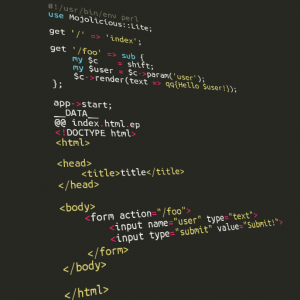 #!/usr/bin/env perl
use Mojolicious::Lite;
get '/' => 'index';
get '/foo' => sub {
my $c = shift;
my $user = $c->param('user');
$c->render(text => qq{Hello $user!});
};
app->start;
__DATA__
@@ index.html.ep
<!DOCTYPE html>
<html>
<head>
<title>title</title>
</head>
<body>
<form action="/foo">
<input name="user" type="text">
<input type="submit" value="Submit!">
</form>
</body>
</html>